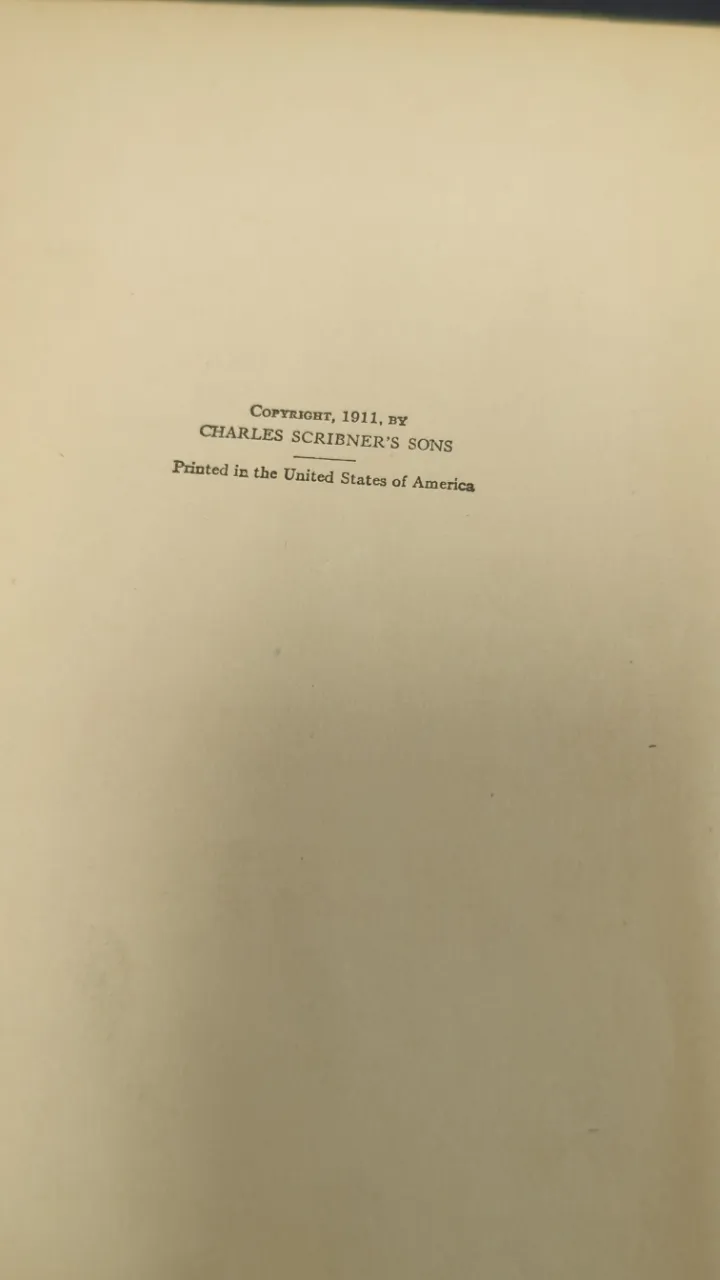 Copyright, 1911, by
CHARLES SCRIBNER'S SONS
Printed in the United States of America